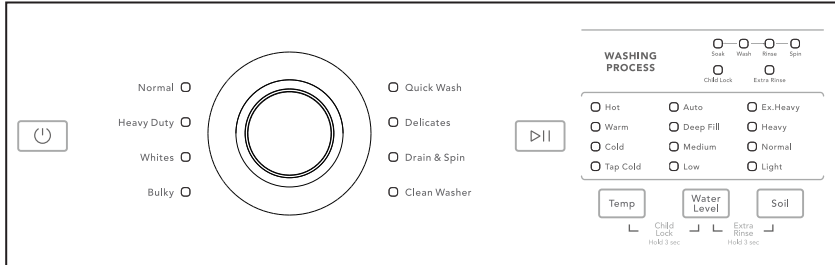 Normal
Heavy Duty
Whites
Bulky
Quick Wash
Delicates
Drain & Spin
Clean Washer
WASHING
PROCESS
Soak Wash Rinse Spin
Child Lock Extra Rinse
Hot Auto Ex.Heavy
Warm Deep Fill Heavy
Cold Medium Normal
Tap Cold Low Light
Temp
Water
Level
Soil
Child
Lock
Hold 3 sec
Extra
Rinse
Hold 3 sec